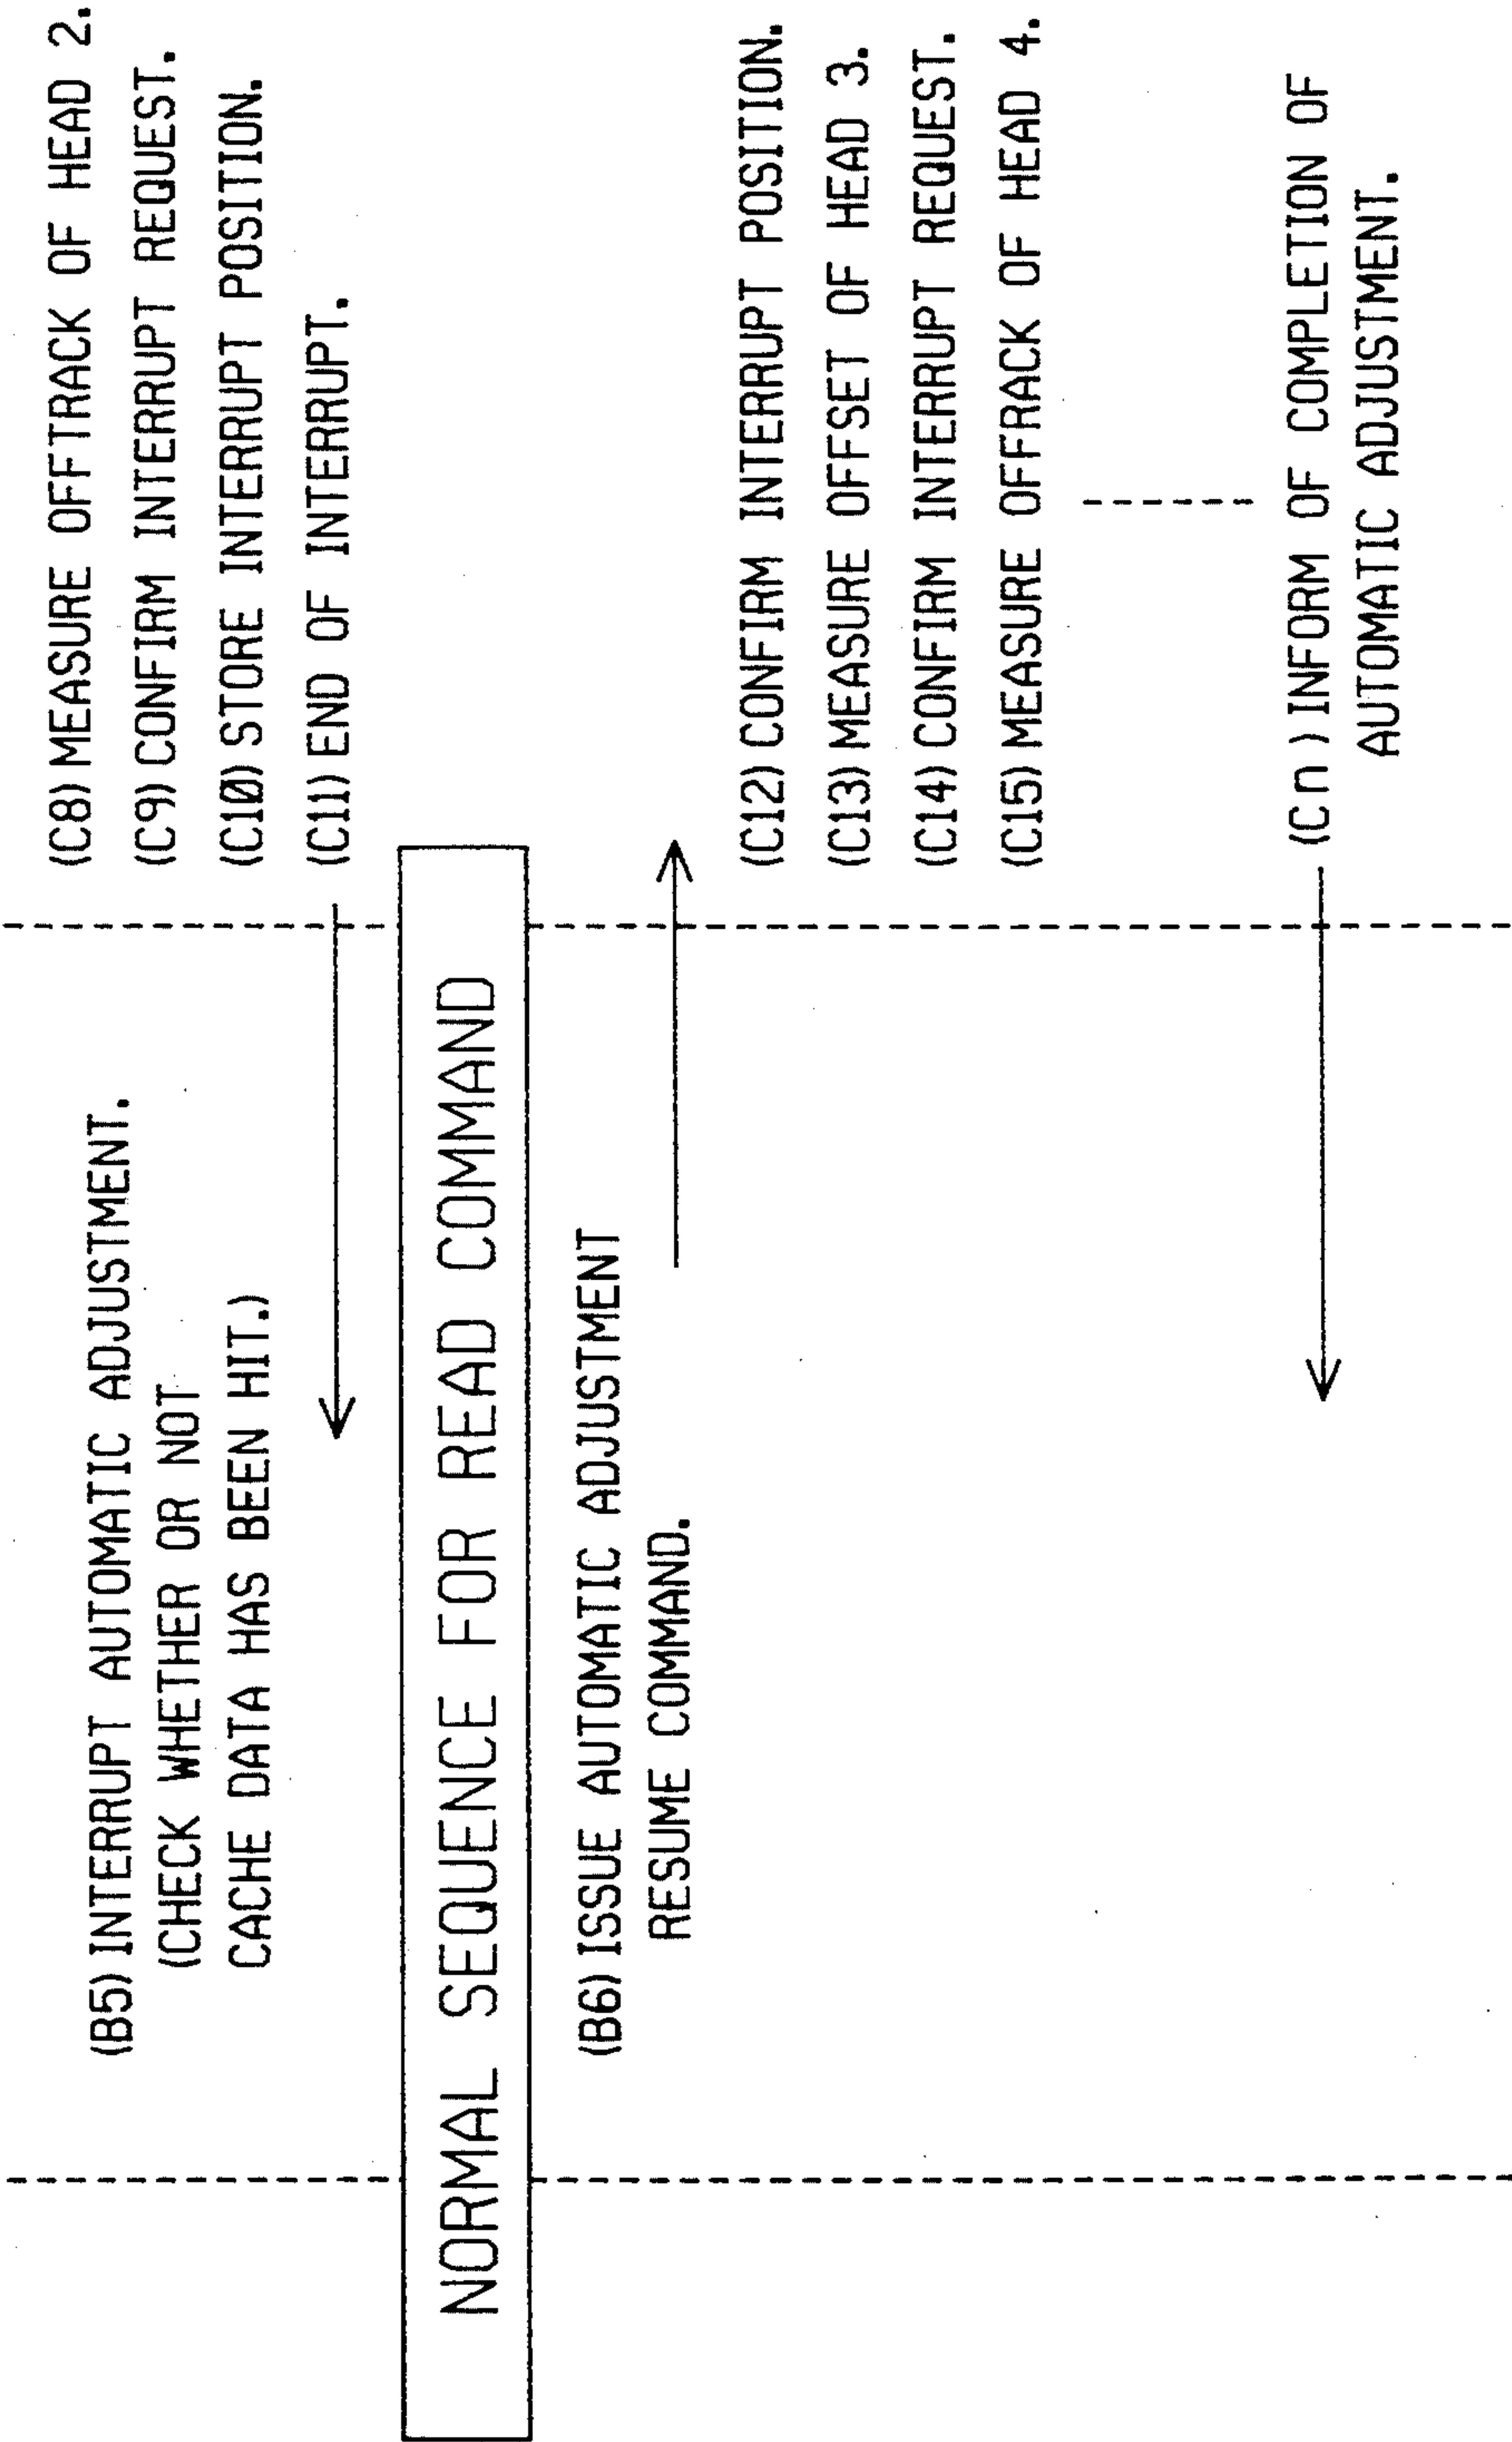 (B5) INTERRUPT AUTOMATIC ADJUSTMENT.
(CHECK WHETHER OR NOT
CACHE DATA HAS BEEN HIT.)
(C8) MEASURE OFFTRACK OF HEAD 2.
(C9) CONFIRM INTERRUPT REQUEST.
(C10) STORE INTERRUPT POSITION.
(C11) END OF INTERRUPT.
NORMAL SEQUENCE FOR READ COMMAND
(B6) ISSUE AUTOMATIC ADJUSTMENT
RESUME COMMAND.
(C12) CONFIRM INTERRUPT POSITION.
(C13) MEASURE OFFSET OF HEAD 3.
(C14) CONFIRM INTERRUPT REQUEST.
(C15) MEASURE OFFRACK OF HEAD 4.
(Cn) INFORM OF COMPLETION OF
AUTOMATIC ADJUSTMENT.